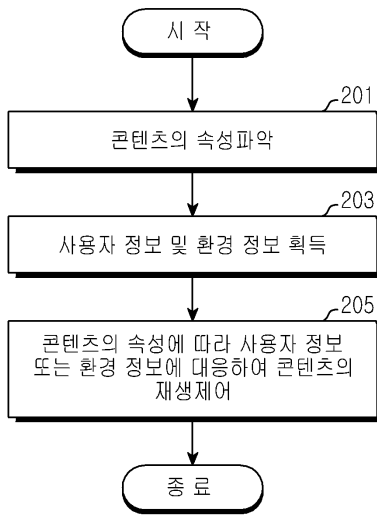 시 작
201
콘텐츠의 속성파악
203
사용자 정보 및 환경 정보 획득
205
콘텐츠의 속성에 따라 사용자 정보
또는 환경 정보에 대응하여 콘텐츠의
재생제어
종 료